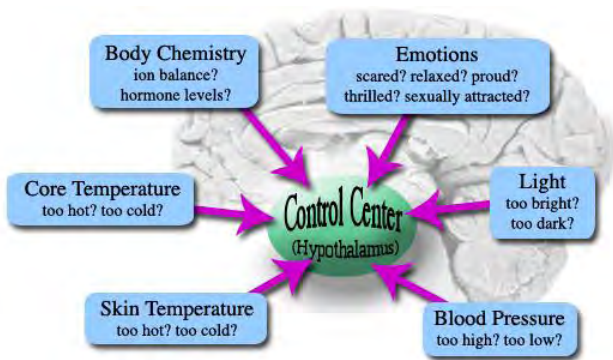 Body Chemistry
ion balance?
hormone levels?
Emotions
scared? relaxed? proud?
thrilled? sexually attracted?
Core Temperature
too hot? too cold?
Control Center
(Hypothalamus)
Light
too bright?
too dark?
Skin Temperature
too hot? too cold?
Blood Pressure
too high? too low?